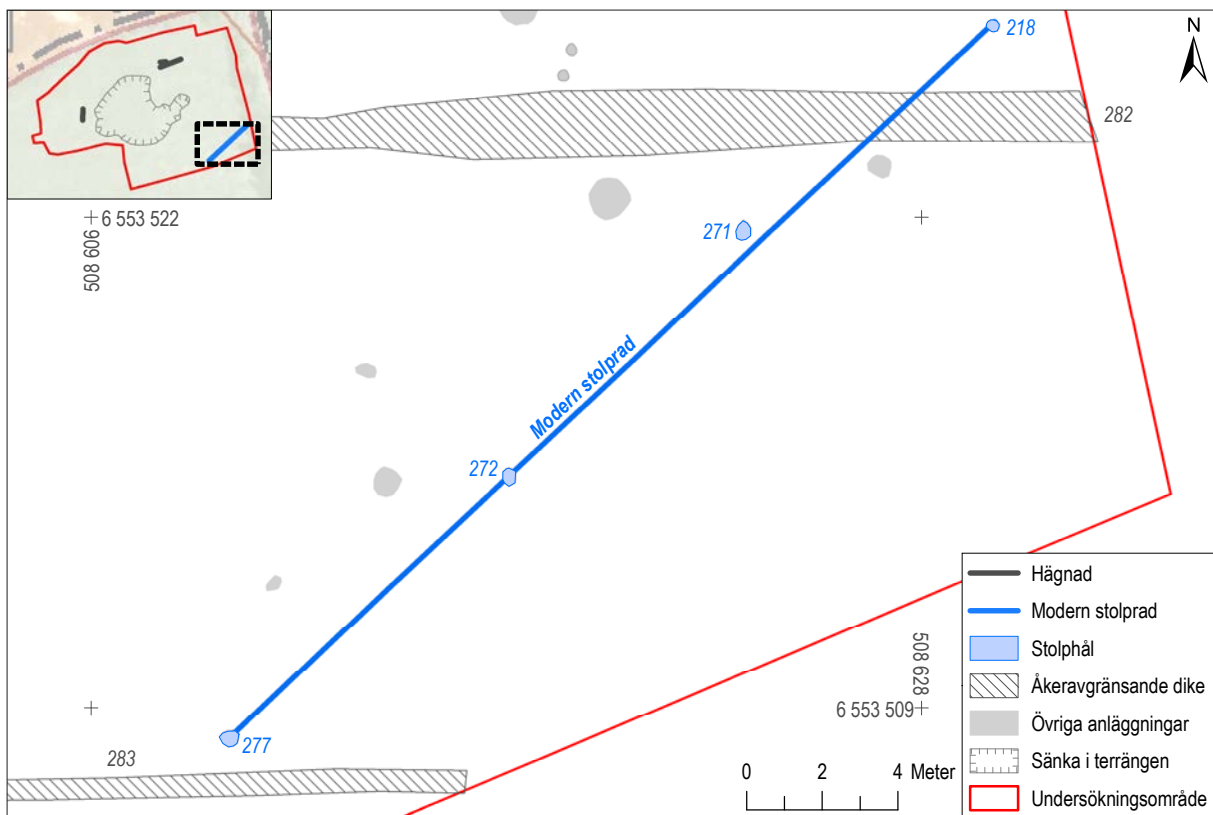 N
218
282
6 553 522
508 606
271
Modern stolprad
272
277
283
508 628
6 553 509
0 2 4 Meter
Hägnad
Modern stolprad
Stolphål
Åkeravgränsande dike
Övriga anläggningar
Sänka i terrängen
Undersökningsområde